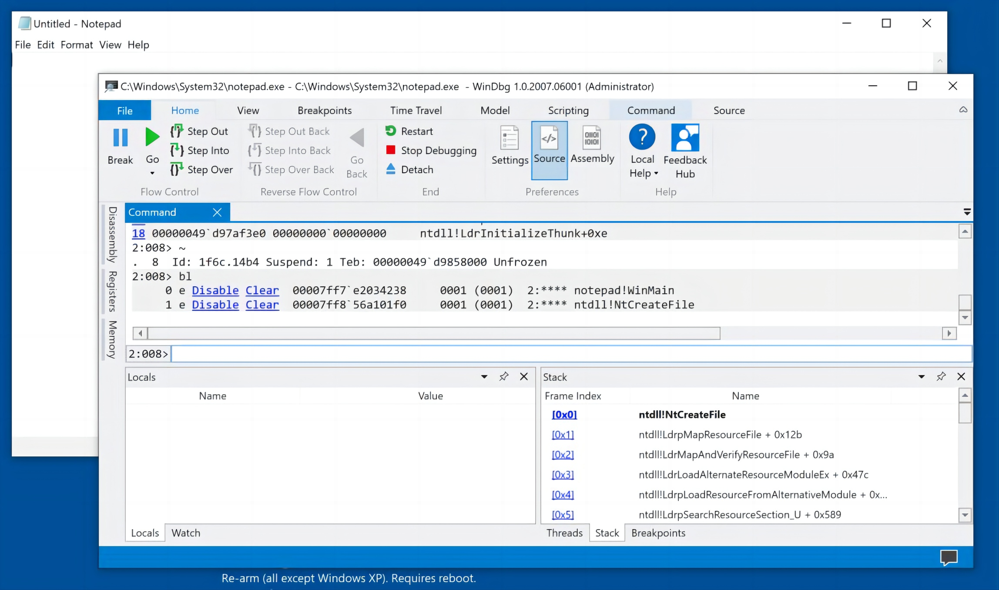 Untitled - Notepad
File Edit Format View Help
C:\Windows\System32\notepad.exe - C:\Windows\System32\notepad.exe - WinDbg 1.0.2007.06001 (Administrator)
File Home View Breakpoints Time Travel Model Scripting Command Source
Break
Go
Step Out
Step Into
Step Over
Flow Control
Step Out Back
Step Into Back
Step Over Back
Go
Back
Reverse Flow Control
Restart
Stop Debugging
Detach
End
Settings
Source
Assembly
Preferences
Local
Help
Feedback
Hub
Help
Disassembly
Registers
Memory
Command
18 00000049`d97af3e0 00000000`00000000     ntdll!LdrInitializeThunk+0xe
2:008> ~
.  8  Id: 1f6c.14b4 Suspend: 1 Teb: 00000049`d9858000 Unfrozen
2:008> bl
0 e Disable Clear  00007ff7`e2034238     0001 (0001)  2:**** notepad!WinMain
1 e Disable Clear  00007ff8`56a101f0     0001 (0001)  2:**** ntdll!NtCreateFile
2:008>
Locals
Name Value
Locals Watch
Stack
Frame Index Name
[0x0] ntdll!NtCreateFile
[0x1] ntdll!LdrpMapResourceFile + 0x12b
[0x2] ntdll!LdrMapAndVerifyResourceFile + 0x9a
[0x3] ntdll!LdrLoadAlternateResourceModuleEx + 0x47c
[0x4] ntdll!LdrpLoadResourceFromAlternativeModule + 0x...
[0x5] ntdll!LdrpSearchResourceSection_U + 0x589
Threads Stack Breakpoints
Re-arm (all except Windows XP). Requires reboot.